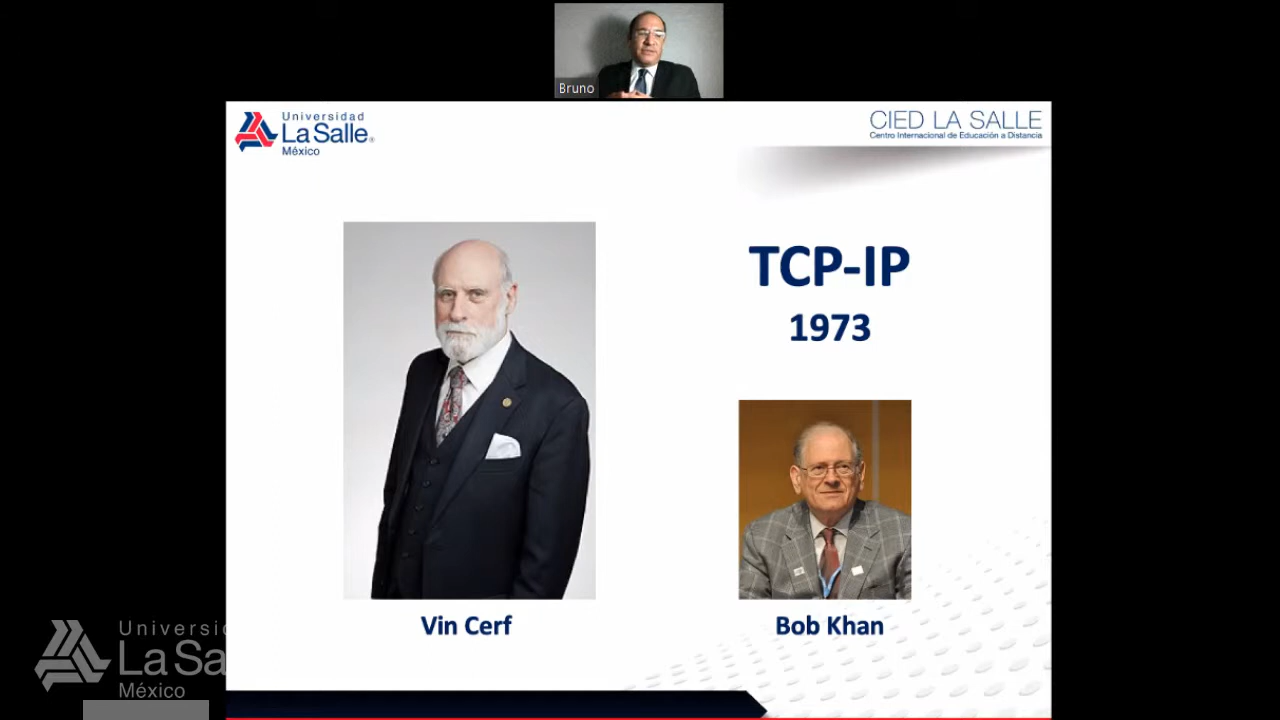 Bruno
Universidad
La Salle®
México
CIED LA SALLE
Centro Internacional de Educación a Distancia
TCP-IP
1973
Vin Cerf
Bob Khan
Universid
La Sa
México